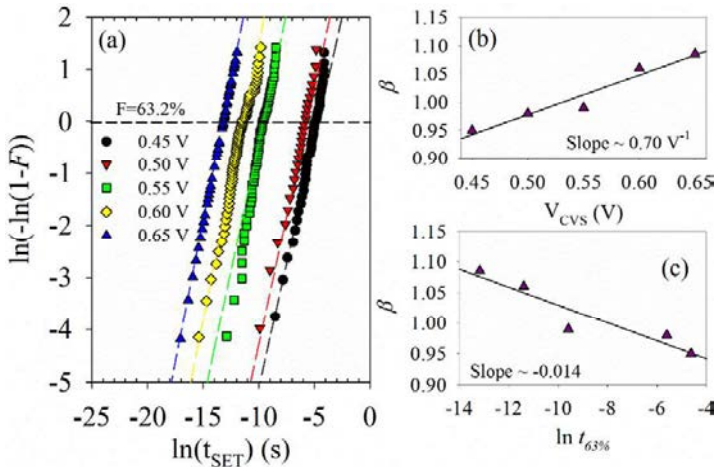 (a)
F=63.2%
0.45 V
0.50 V
0.55 V
0.60 V
0.65 V
ln(-ln(1-F))
2
1
0
-1
-2
-3
-4
-5
-25 -20 -15 -10 -5 0
ln(t_SET) (s)
(b)
β
1.15
1.10
1.05
1.00
0.95
0.90
Slope ~ 0.70 V⁻¹
0.45 0.50 0.55 0.60 0.65
V_CVS (V)
(c)
β
1.15
1.10
1.05
1.00
0.95
0.90
Slope ~ -0.014
-14 -12 -10 -8 -6 -4
ln t_63%